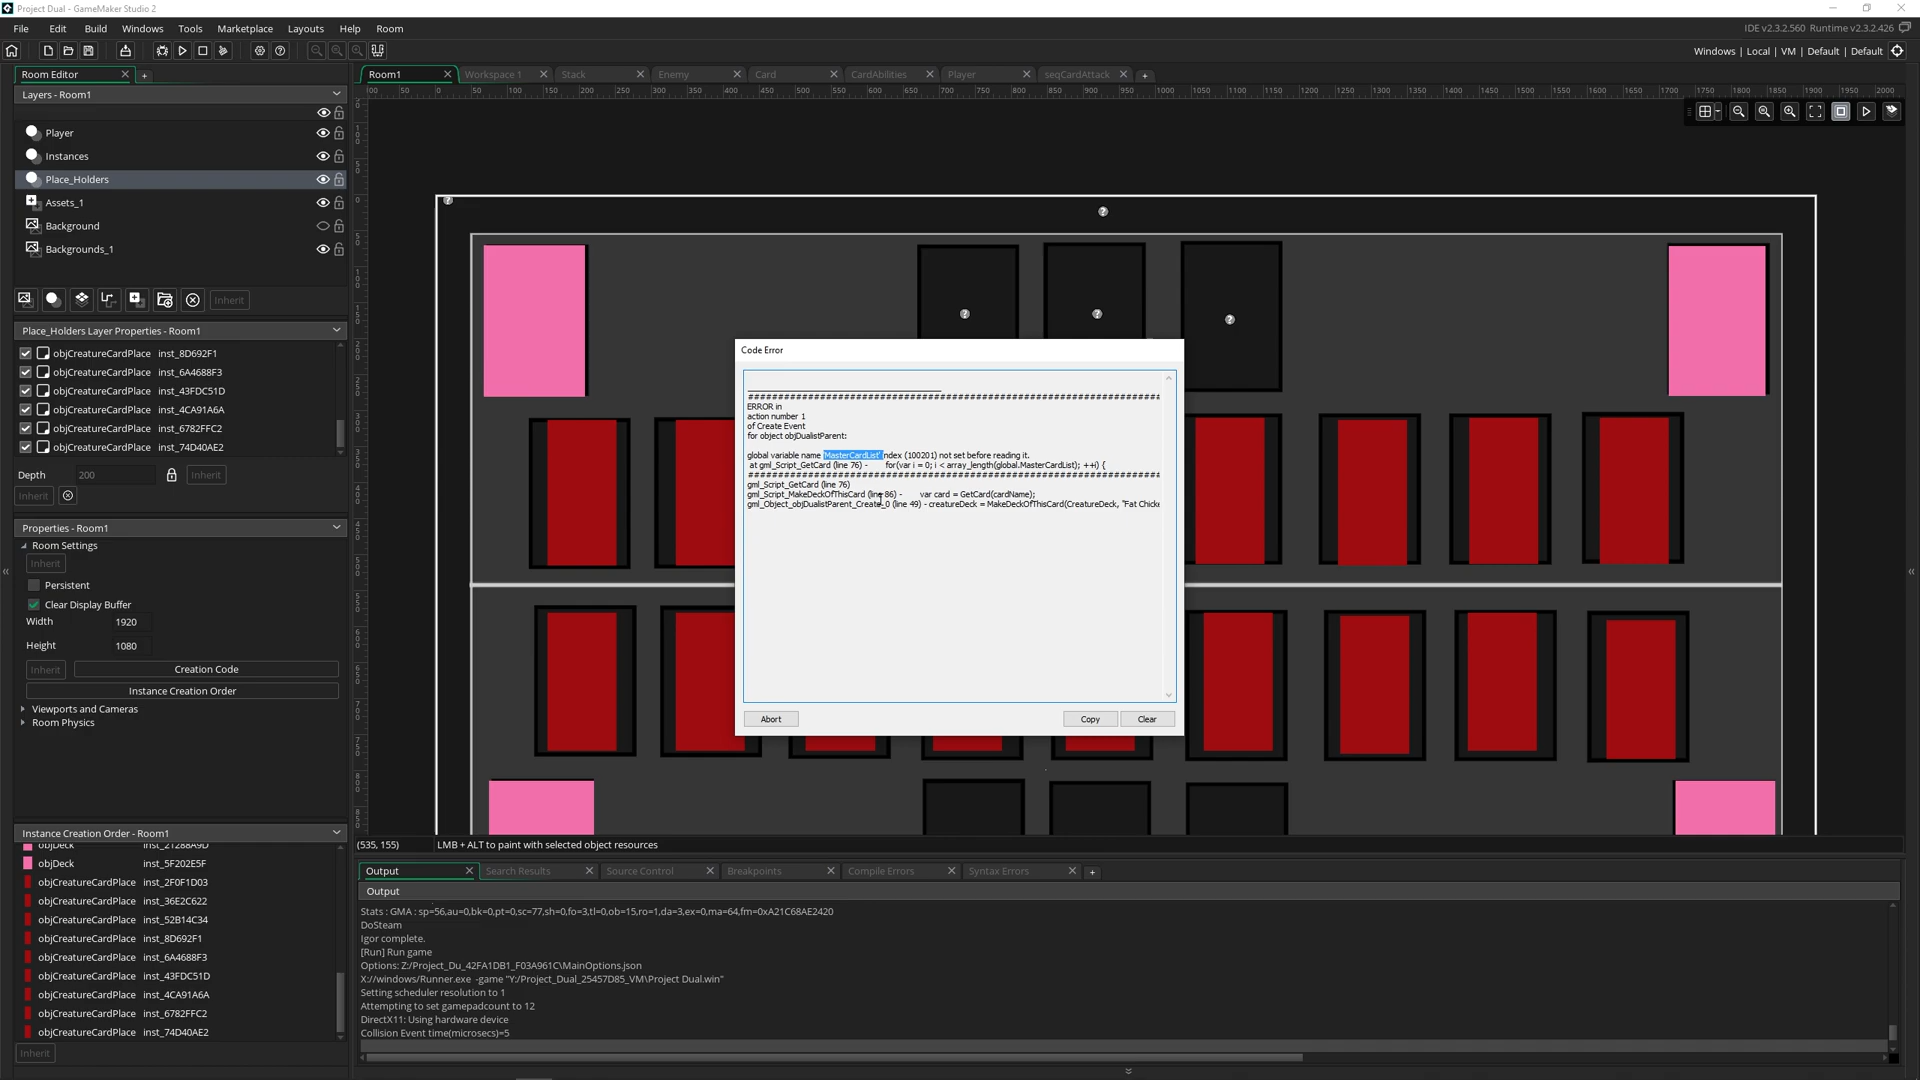 Project Dual - GameMaker Studio 2
File Edit Build Windows Tools Marketplace Layouts Help Room
IDE v2.3.2.560 Runtime v2.3.2.426
Windows | Local | VM | Default | Default
Room Editor
Room1 Workspace 1 Stack Enemy Card CardAbilities Player seqCardAttack
Layers - Room1
Player
Instances
Place_Holders
Assets_1
Background
Backgrounds_1
Inherit
Place_Holders Layer Properties - Room1
objCreatureCardPlace inst_8D692F1
objCreatureCardPlace inst_6A4688F3
objCreatureCardPlace inst_43FDC51D
objCreatureCardPlace inst_4CA91A6A
objCreatureCardPlace inst_6782FFC2
objCreatureCardPlace inst_74D40AE2
Depth 200 Inherit
Inherit
Properties - Room1
Room Settings
Inherit
Persistent
Clear Display Buffer
Width 1920
Height 1080
Inherit Creation Code
Instance Creation Order
Viewports and Cameras
Room Physics
Instance Creation Order - Room1
objDeck inst_21288A9D
objDeck inst_5F202E5F
objCreatureCardPlace inst_2F0F1D03
objCreatureCardPlace inst_36E2C622
objCreatureCardPlace inst_52B14C34
objCreatureCardPlace inst_8D692F1
objCreatureCardPlace inst_6A4688F3
objCreatureCardPlace inst_43FDC51D
objCreatureCardPlace inst_4CA91A6A
objCreatureCardPlace inst_6782FFC2
objCreatureCardPlace inst_74D40AE2
Inherit
Code Error
ERROR in
action number 1
of Create Event
for object objDualistParent:
global variable name 'MasterCardList' index (100201) not set before reading it.
at gml_Script_GetCard (line 76) - for(var i = 0; i < array_length(global.MasterCardList); ++i) {
gml_Script_GetCard (line 76)
gml_Script_MakeDeckOfThisCard (line 86) - var card = GetCard(cardName);
gml_Object_objDualistParent_Create_0 (line 49) - creatureDeck = MakeDeckOfThisCard(CreatureDeck, "Fat Chicke
Abort Copy Clear
(535, 155) LMB + ALT to paint with selected object resources
Output Search Results Source Control Breakpoints Compile Errors Syntax Errors
Output
Stats : GMA : sp=56,au=0,bk=0,pt=0,sc=77,sh=0,fo=3,tl=0,ob=15,ro=1,da=3,ex=0,ma=64,fm=0xA21C68AE2420
DoSteam
Igor complete.
[Run] Run game
Options: Z:/Project_Du_42FA1DB1_F03A961C\MainOptions.json
X://windows/Runner.exe -game "Y:/Project_Dual_25457D85_VM\Project Dual.win"
Setting scheduler resolution to 1
Attempting to set gamepadcount to 12
DirectX11: Using hardware device
Collision Event time(microsecs)=5